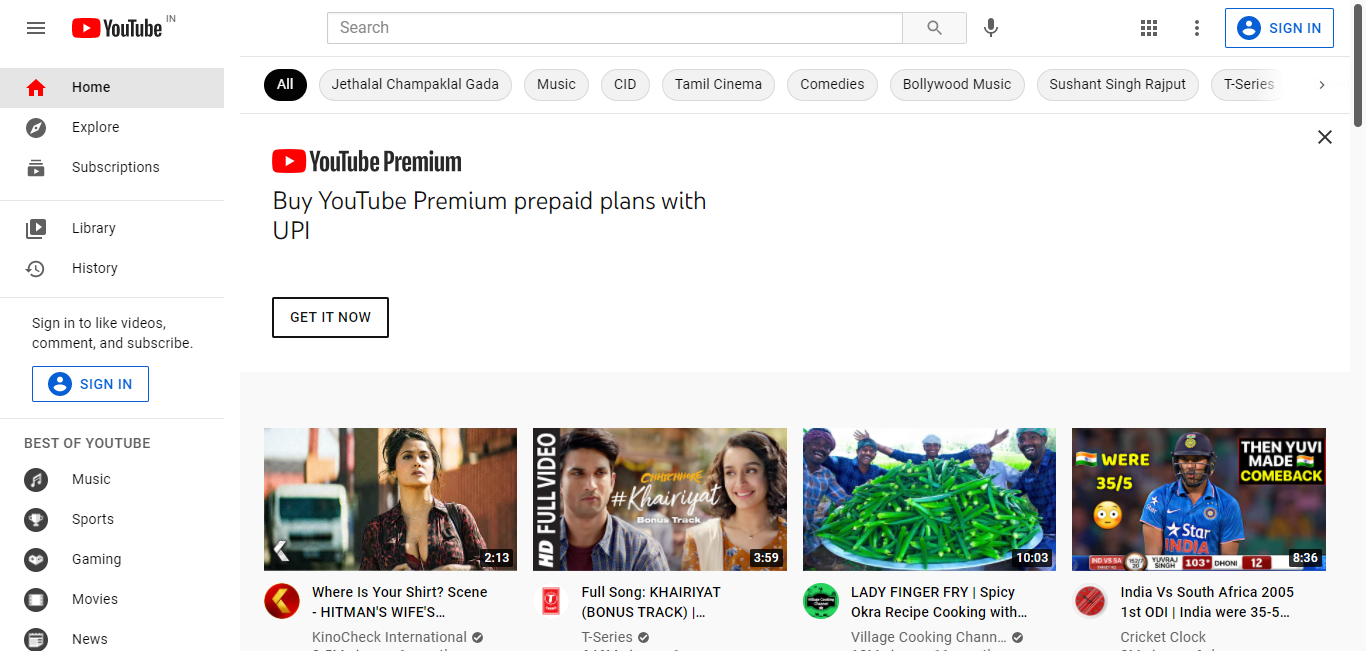 YouTube IN
Search
SIGN IN
Home
Explore
Subscriptions
Library
History
Sign in to like videos,
comment, and subscribe.
SIGN IN
BEST OF YOUTUBE
Music
Sports
Gaming
Movies
News
All
Jethalal Champaklal Gada
Music
CID
Tamil Cinema
Comedies
Bollywood Music
Sushant Singh Rajput
T-Series
YouTube Premium
Buy YouTube Premium prepaid plans with
UPI
GET IT NOW
2:13
Where Is Your Shirt? Scene
- HITMAN'S WIFE'S…
KinoCheck International
HD FULL VIDEO
CHHICHHORE
#Khairiyat
Bonus Track
3:59
Full Song: KHAIRIYAT
(BONUS TRACK) |…
T-Series
10:03
LADY FINGER FRY | Spicy
Okra Recipe Cooking with…
Village Cooking Chann…
WERE
35/5
THEN YUVI
MADE
COMEBACK
Star
INDIA
IND VS SA
YUVRAJ
SINGH
103*
DHONI
12
8:36
India Vs South Africa 2005
1st ODI | India were 35-5…
Cricket Clock